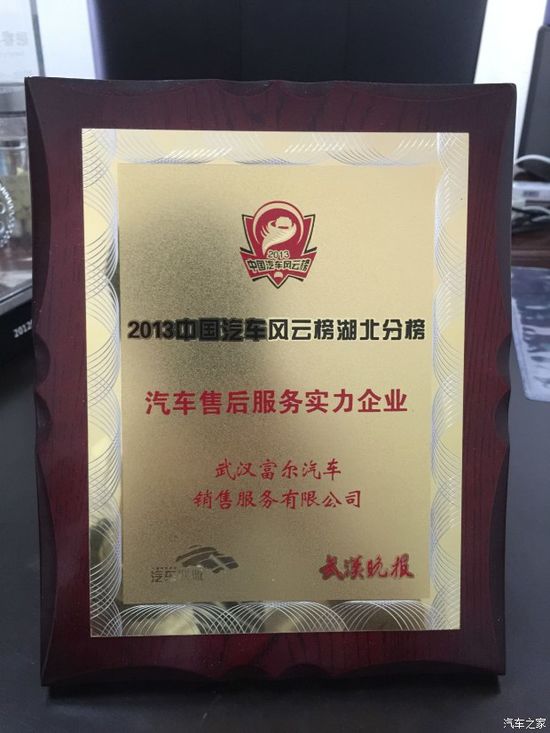 2013
中国汽车风云榜
2013中国汽车风云榜湖北分榜
汽车售后服务实力企业
武汉富尔汽车
销售服务有限公司
汽车
武汉晚报
汽车之家